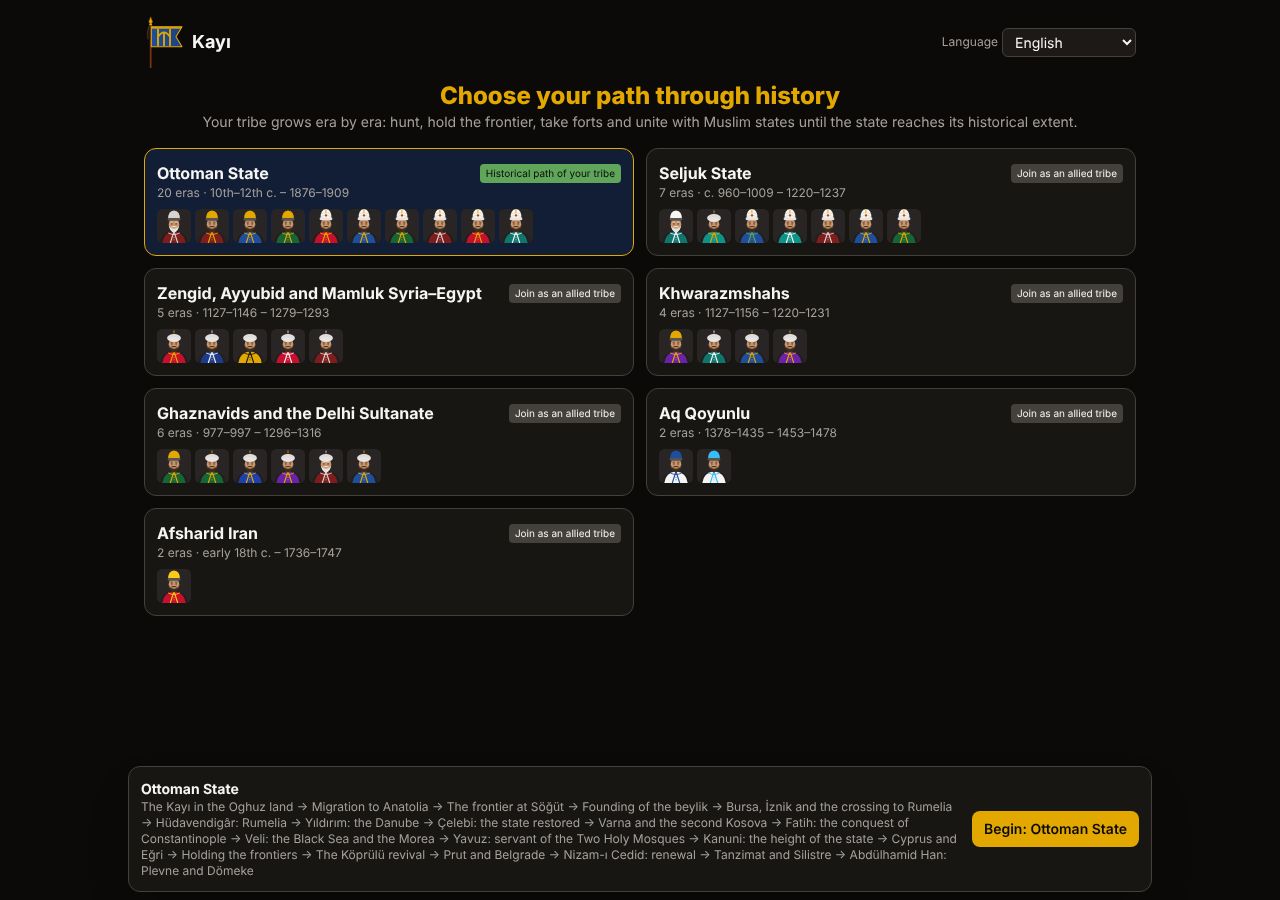 Kayı
Language
English
Choose your path through history
Your tribe grows era by era: hunt, hold the frontier, take forts and unite with Muslim states until the state reaches its historical extent.
Ottoman State
Historical path of your tribe
20 eras · 10th–12th c. – 1876–1909
Seljuk State
Join as an allied tribe
7 eras · c. 960–1009 – 1220–1237
Zengid, Ayyubid and Mamluk Syria–Egypt
Join as an allied tribe
5 eras · 1127–1146 – 1279–1293
Khwarazmshahs
Join as an allied tribe
4 eras · 1127–1156 – 1220–1231
Ghaznavids and the Delhi Sultanate
Join as an allied tribe
6 eras · 977–997 – 1296–1316
Aq Qoyunlu
Join as an allied tribe
2 eras · 1378–1435 – 1453–1478
Afsharid Iran
Join as an allied tribe
2 eras · early 18th c. – 1736–1747
Ottoman State
The Kayı in the Oghuz land → Migration to Anatolia → The frontier at Söğüt → Founding of the beylik → Bursa, İznik and the crossing to Rumelia
→ Hüdavendigâr: Rumelia → Yıldırım: the Danube → Çelebi: the state restored → Varna and the second Kosova → Fatih: the conquest of
Constantinople → Veli: the Black Sea and the Morea → Yavuz: servant of the Two Holy Mosques → Kanuni: the height of the state → Cyprus and
Eğri → Holding the frontiers → The Köprülü revival → Prut and Belgrade → Nizam-ı Cedid: renewal → Tanzimat and Silistre → Abdülhamid Han:
Plevne and Dömeke
Begin: Ottoman State